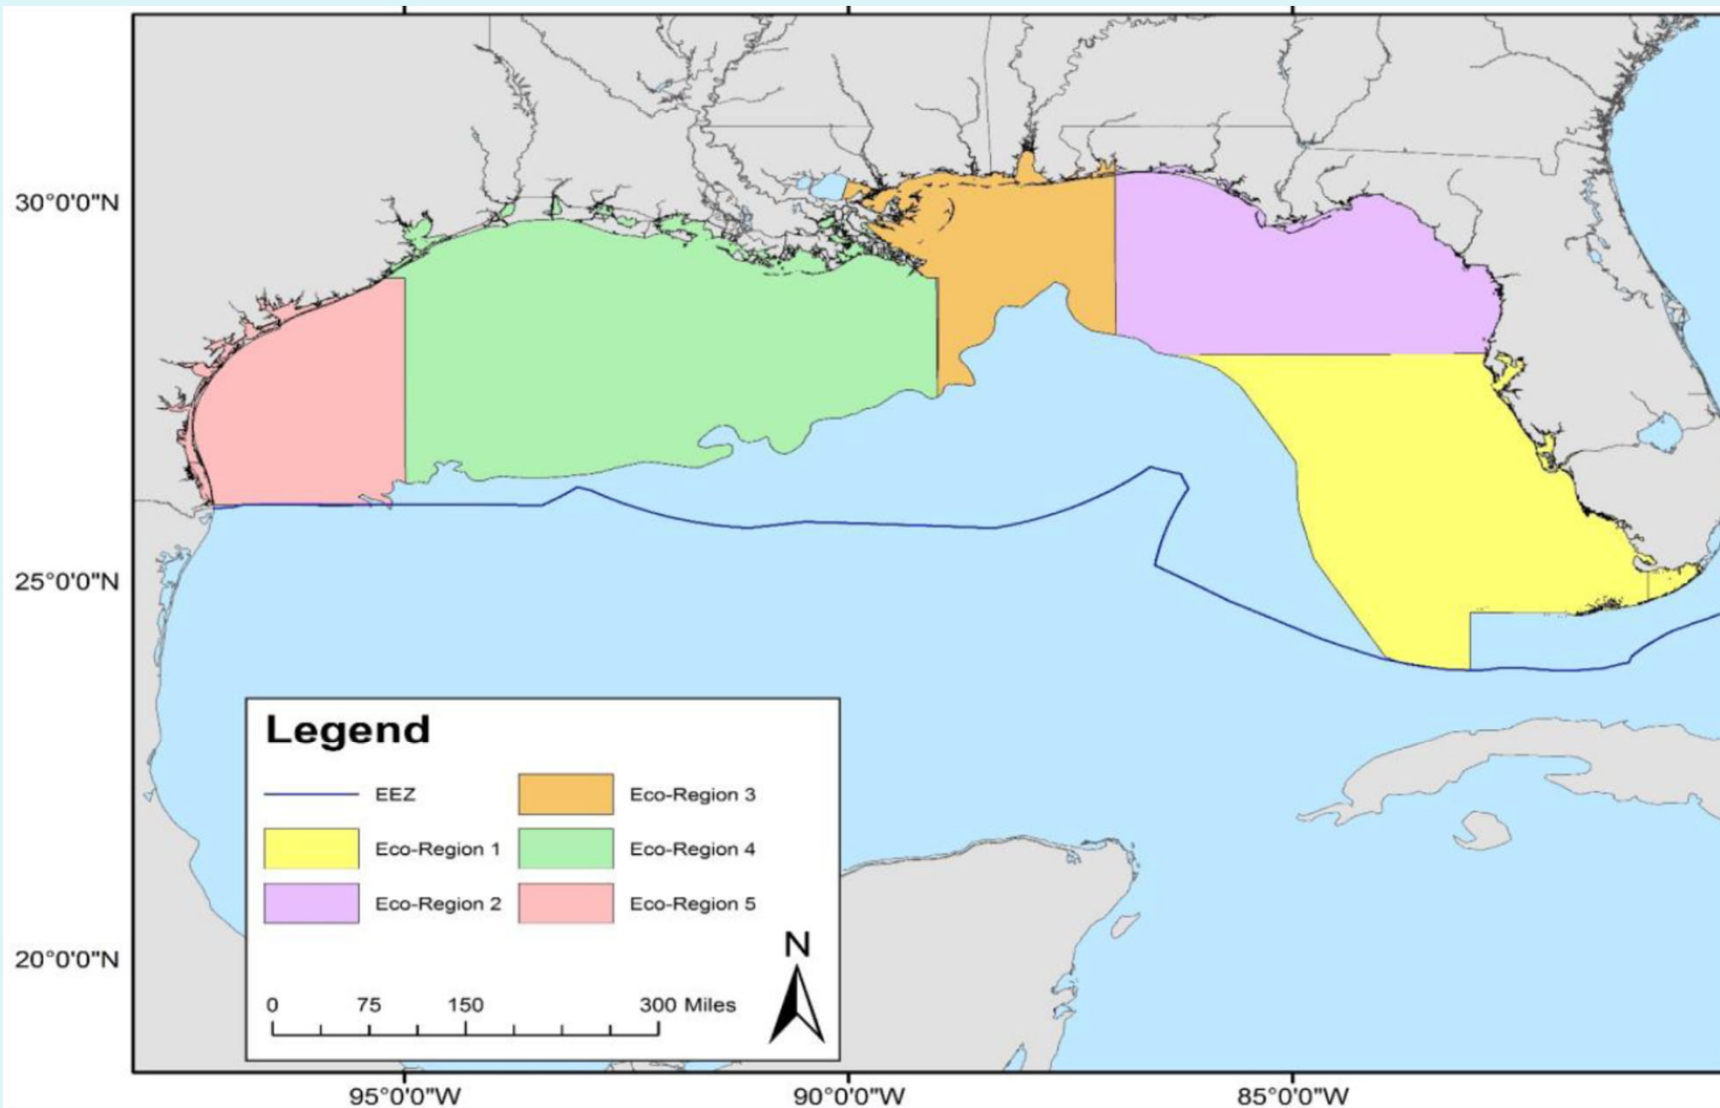 30°0'0"N
25°0'0"N
20°0'0"N
Legend
EEZ
Eco-Region 3
Eco-Region 1
Eco-Region 4
Eco-Region 2
Eco-Region 5
N
0 75 150 300 Miles
95°0'0"W 90°0'0"W 85°0'0"W